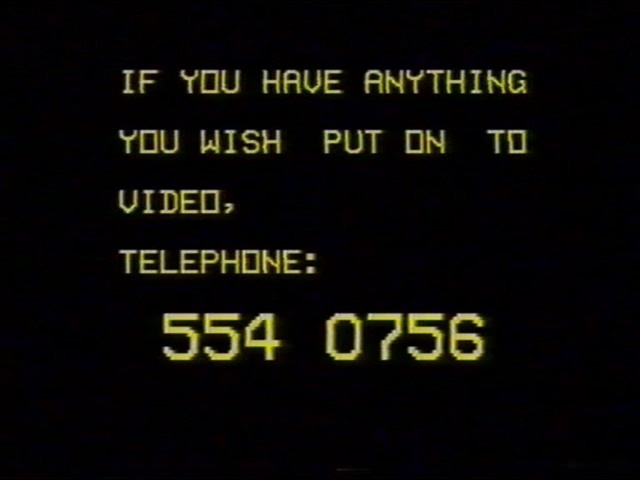 IF YOU HAVE ANYTHING
YOU WISH PUT ON TO
VIDEO,
TELEPHONE:
554 0756